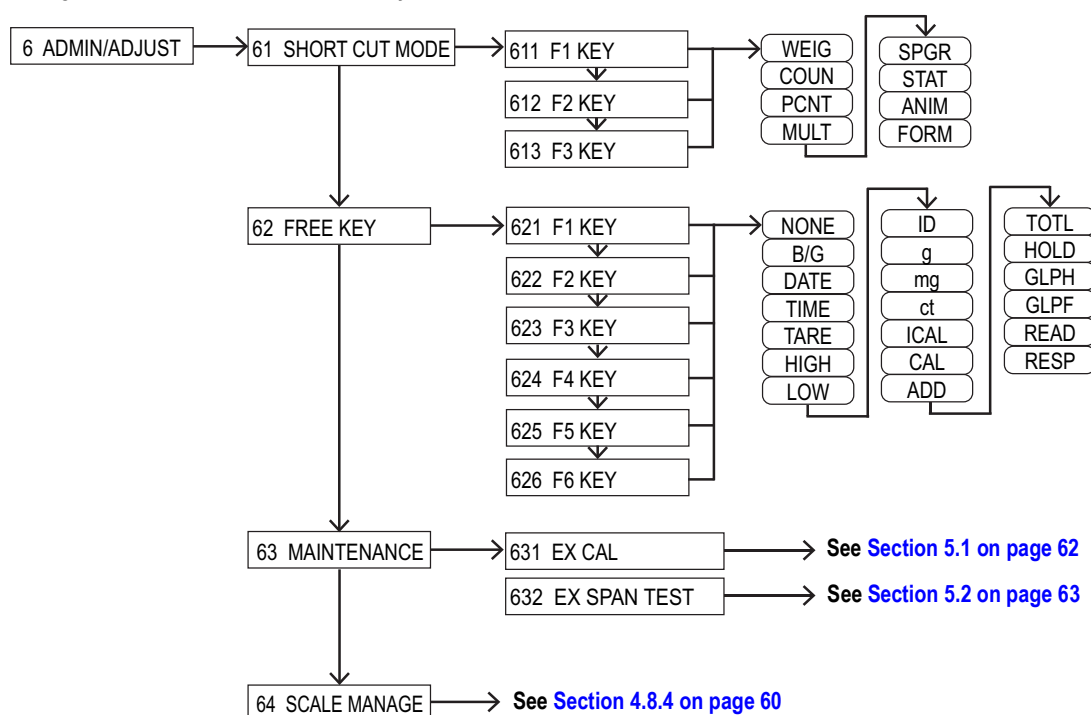 6 ADMIN/ADJUST
61 SHORT CUT MODE
611 F1 KEY
612 F2 KEY
613 F3 KEY
WEIG
COUN
PCNT
MULT
SPGR
STAT
ANIM
FORM
62 FREE KEY
621 F1 KEY
622 F2 KEY
623 F3 KEY
624 F4 KEY
625 F5 KEY
626 F6 KEY
NONE
B/G
DATE
TIME
TARE
HIGH
LOW
ID
g
mg
ct
ICAL
CAL
ADD
TOTL
HOLD
GLPH
GLPF
READ
RESP
63 MAINTENANCE
631 EX CAL
See Section 5.1 on page 62
632 EX SPAN TEST
See Section 5.2 on page 63
64 SCALE MANAGE
See Section 4.8.4 on page 60